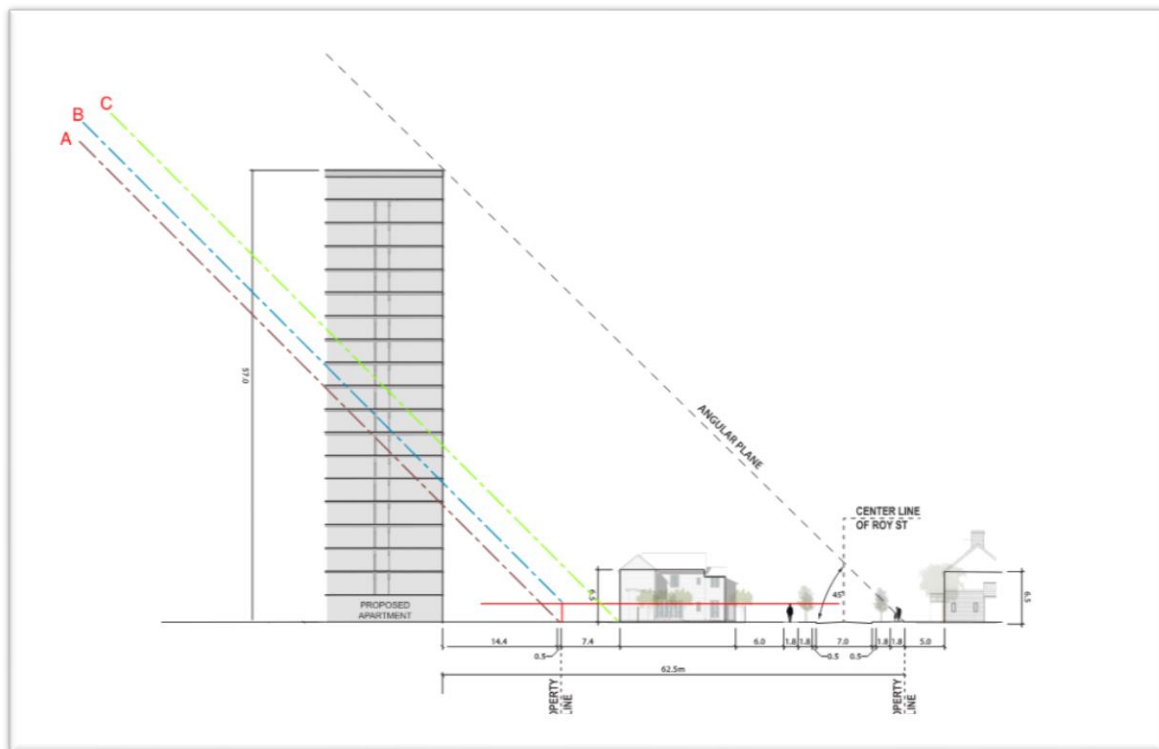 C
B
A
57.0
ANGULAR PLANE
CENTER LINE
OF ROY ST
45°
6.5
6.5
PROPOSED
APARTMENT
14.4
7.4
6.0
1.8
1.8
7.0
1.8
1.8
5.0
0.5
0.5
0.5
62.5m
OPERTY
LINE
OPERTY
LINE